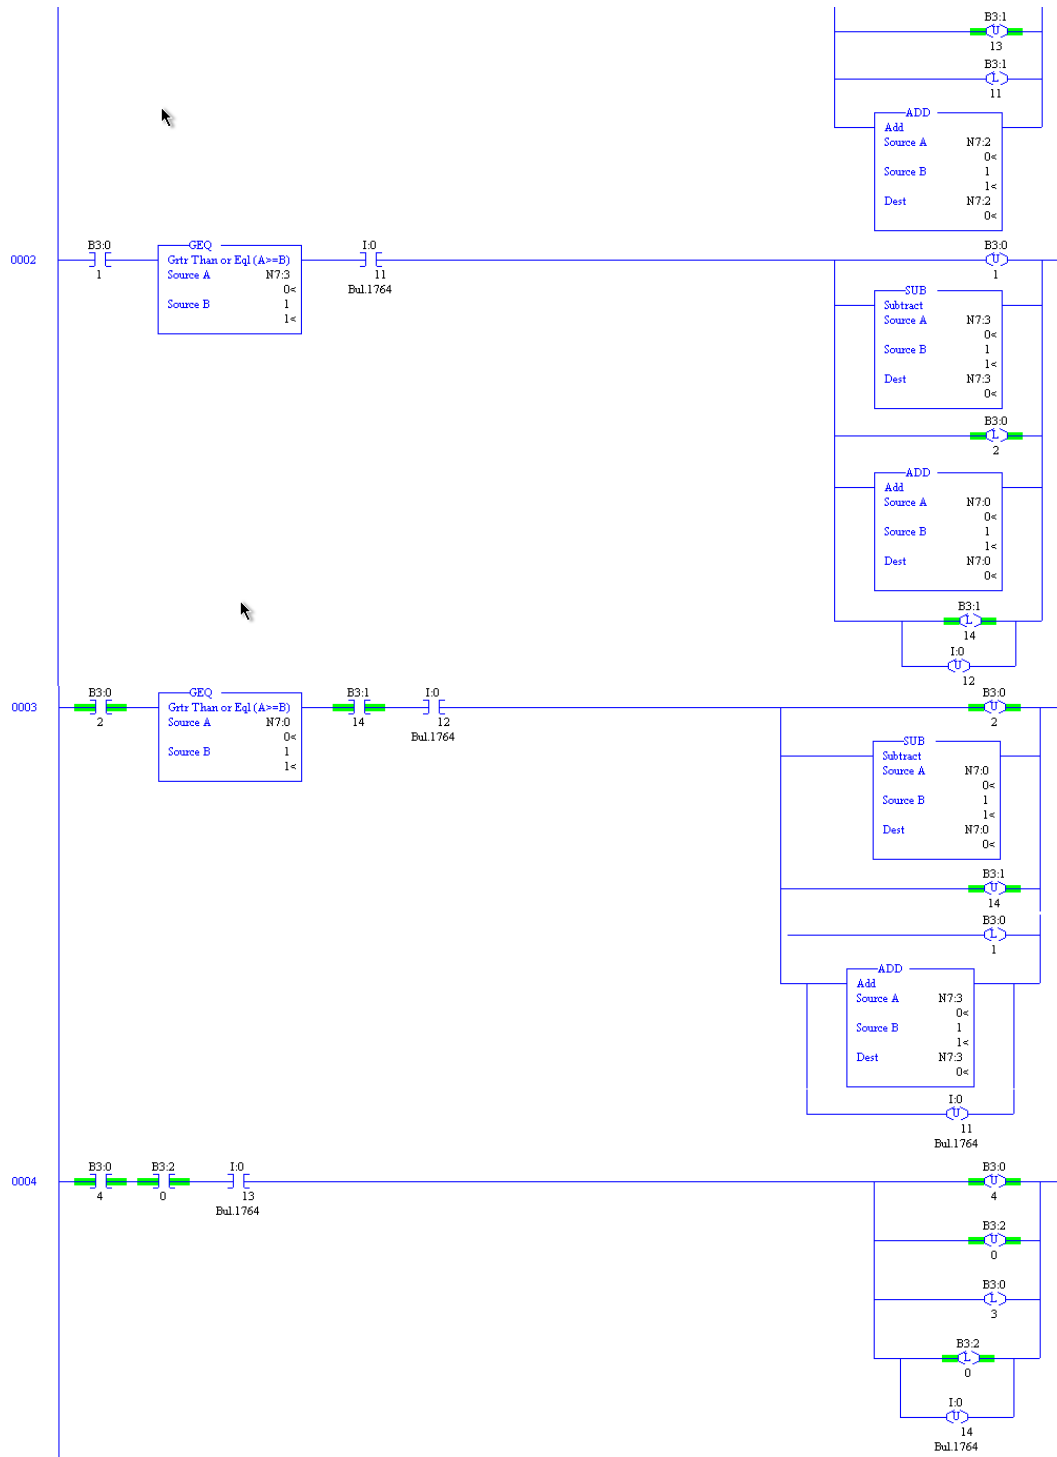 B3:1
U
13
B3:1
L
11
ADD
Add
Source A N7:2
0<
Source B 1
1<
Dest N7:2
0<
0002
B3:0
1
GEQ
Grtr Than or Eql (A>=B)
Source A N7:3
0<
Source B 1
1<
I:0
11
Bul.1764
B3:0
U
1
SUB
Subtract
Source A N7:3
0<
Source B 1
1<
Dest N7:3
0<
B3:0
L
2
ADD
Add
Source A N7:0
0<
Source B 1
1<
Dest N7:0
0<
B3:1
L
14
I:0
U
12
0003
B3:0
2
GEQ
Grtr Than or Eql (A>=B)
Source A N7:0
0<
Source B 1
1<
B3:1
14
I:0
12
Bul.1764
B3:0
U
2
SUB
Subtract
Source A N7:0
0<
Source B 1
1<
Dest N7:0
0<
B3:1
U
14
B3:0
L
1
ADD
Add
Source A N7:3
0<
Source B 1
1<
Dest N7:3
0<
I:0
U
11
Bul.1764
0004
B3:0
4
B3:2
0
I:0
13
Bul.1764
B3:0
U
4
B3:2
U
0
B3:0
L
3
B3:2
L
0
I:0
U
14
Bul.1764